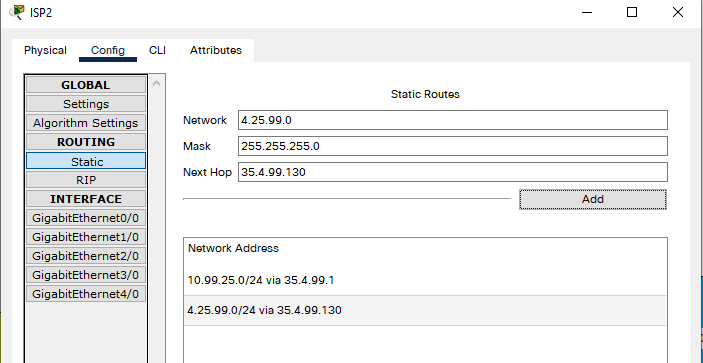 ISP2
Physical Config CLI Attributes
GLOBAL
Settings
Algorithm Settings
ROUTING
Static
RIP
INTERFACE
GigabitEthernet0/0
GigabitEthernet1/0
GigabitEthernet2/0
GigabitEthernet3/0
GigabitEthernet4/0
Static Routes
Network 4.25.99.0
Mask 255.255.255.0
Next Hop 35.4.99.130
Add
Network Address
10.99.25.0/24 via 35.4.99.1
4.25.99.0/24 via 35.4.99.130